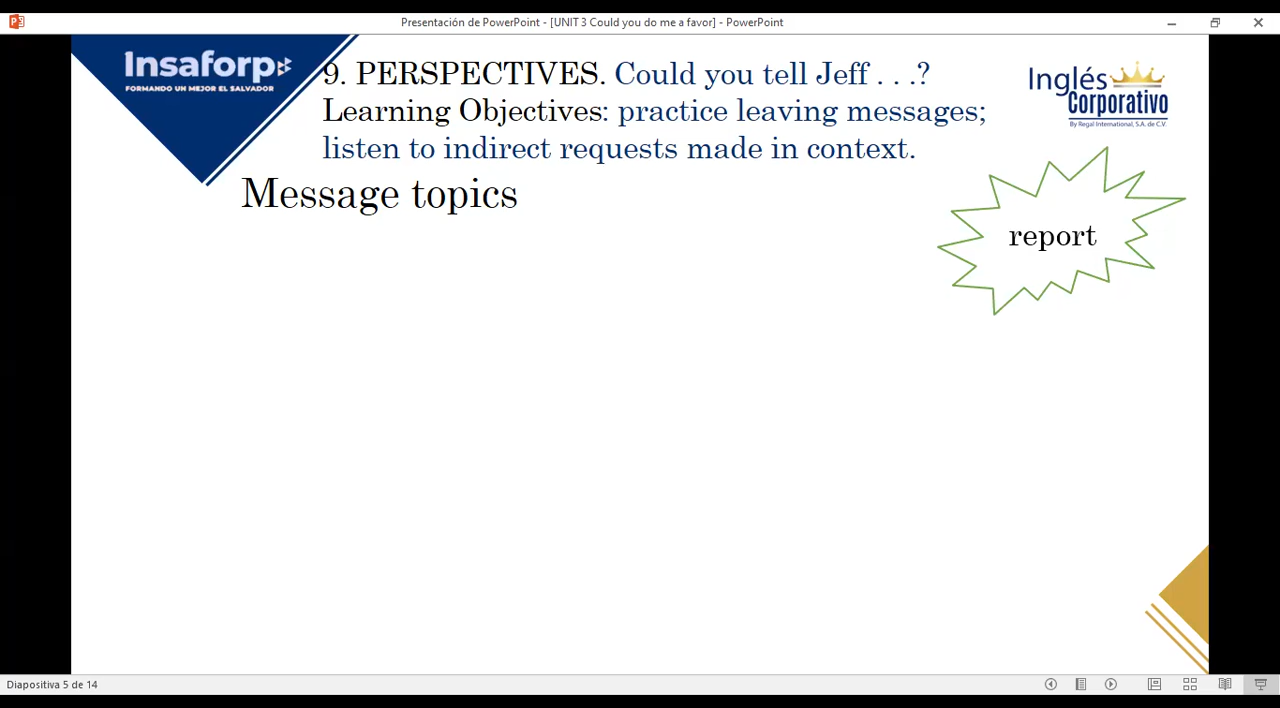 Presentación de PowerPoint - [UNIT 3 Could you do me a favor] - PowerPoint
Insaforp
FORMANDO UN MEJOR EL SALVADOR
9. PERSPECTIVES. Could you tell Jeff . . .?
Learning Objectives: practice leaving messages;
listen to indirect requests made in context.
Inglés
Corporativo
By Regal International, S.A. de C.V.
Message topics
report
Diapositiva 5 de 14